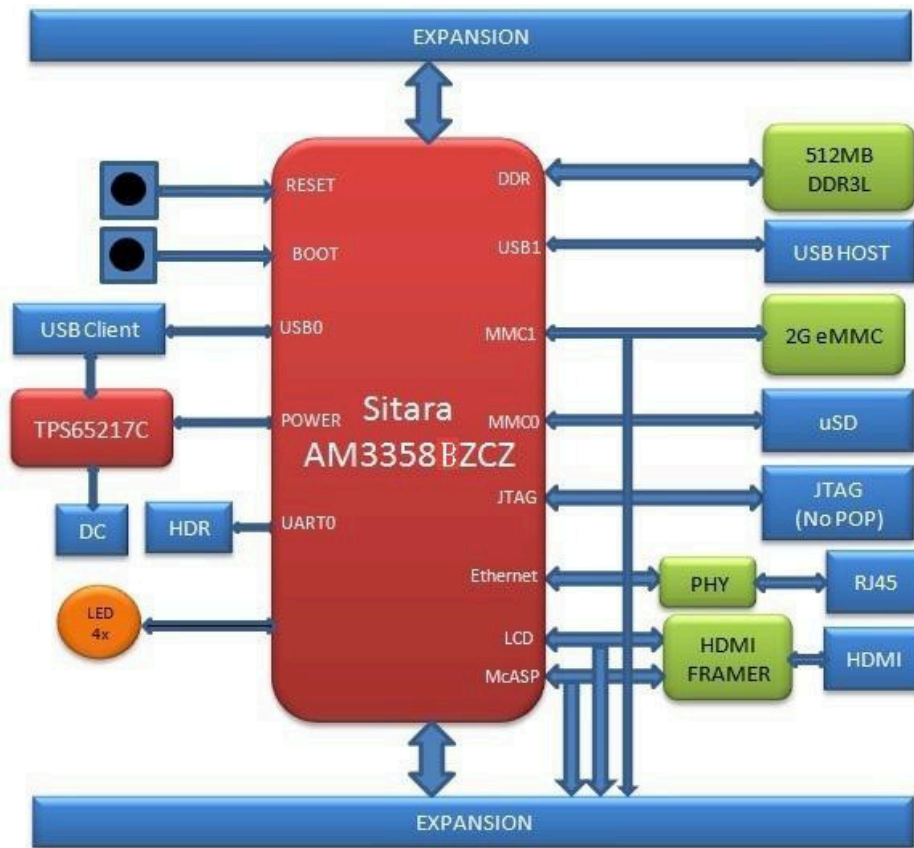 EXPANSION
RESET
DDR
512MB
DDR3L
BOOT
USB1
USB HOST
USB Client
USB0
MMC1
2G eMMC
TPS65217C
POWER
Sitara
AM3358BZCZ
MMC0
uSD
DC
HDR
UART0
JTAG
JTAG
(No POP)
Ethernet
PHY
RJ45
LED
4x
LCD
McASP
HDMI
FRAMER
HDMI
EXPANSION